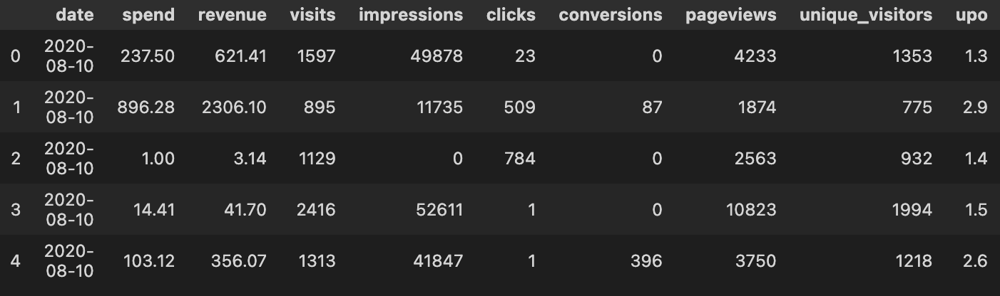 date spend revenue visits impressions clicks conversions pageviews unique_visitors upo
0 2020-08-10 237.50 621.41 1597 49878 23 0 4233 1353 1.3
1 2020-08-10 896.28 2306.10 895 11735 509 87 1874 775 2.9
2 2020-08-10 1.00 3.14 1129 0 784 0 2563 932 1.4
3 2020-08-10 14.41 41.70 2416 52611 1 0 10823 1994 1.5
4 2020-08-10 103.12 356.07 1313 41847 1 396 3750 1218 2.6